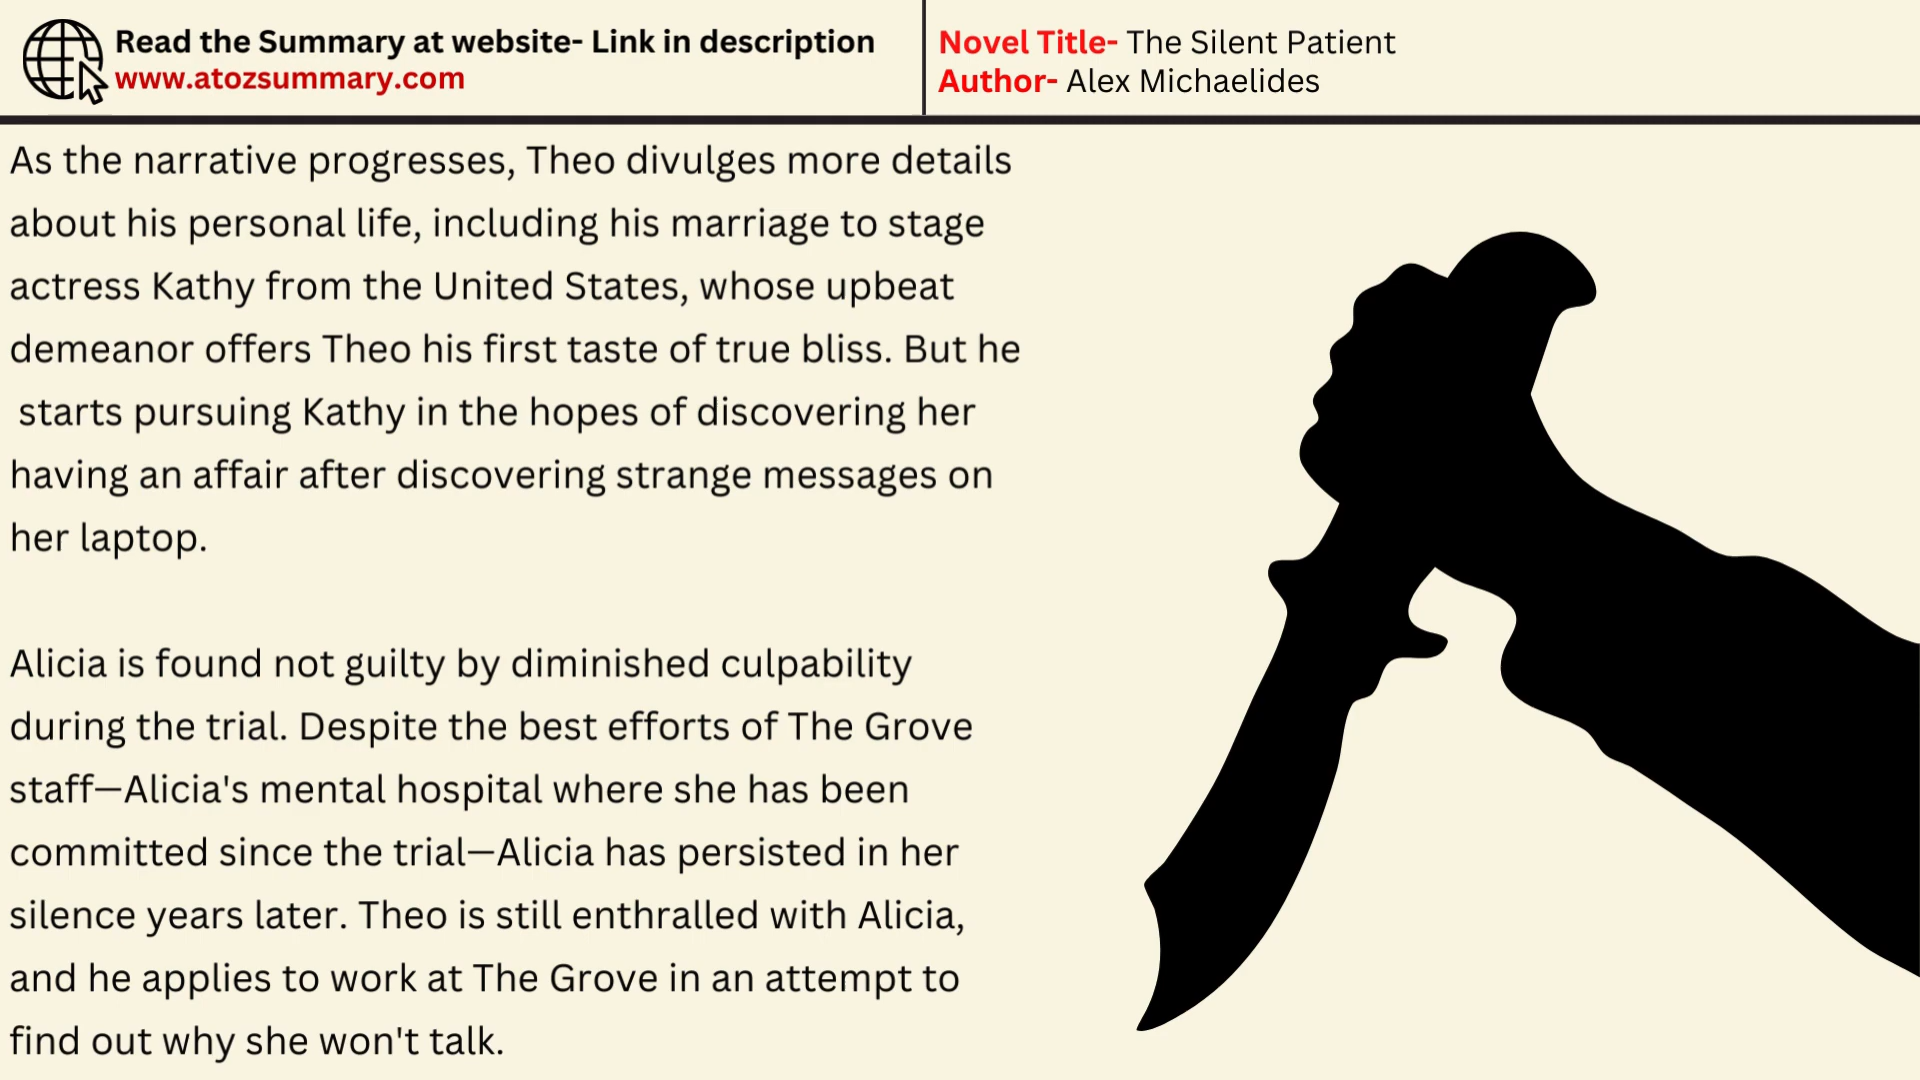 Read the Summary at website- Link in description
www.atozsummary.com
Novel Title- The Silent Patient
Author- Alex Michaelides
As the narrative progresses, Theo divulges more details
about his personal life, including his marriage to stage
actress Kathy from the United States, whose upbeat
demeanor offers Theo his first taste of true bliss. But he
starts pursuing Kathy in the hopes of discovering her
having an affair after discovering strange messages on
her laptop.
Alicia is found not guilty by diminished culpability
during the trial. Despite the best efforts of The Grove
staff—Alicia's mental hospital where she has been
committed since the trial—Alicia has persisted in her
silence years later. Theo is still enthralled with Alicia,
and he applies to work at The Grove in an attempt to
find out why she won't talk.